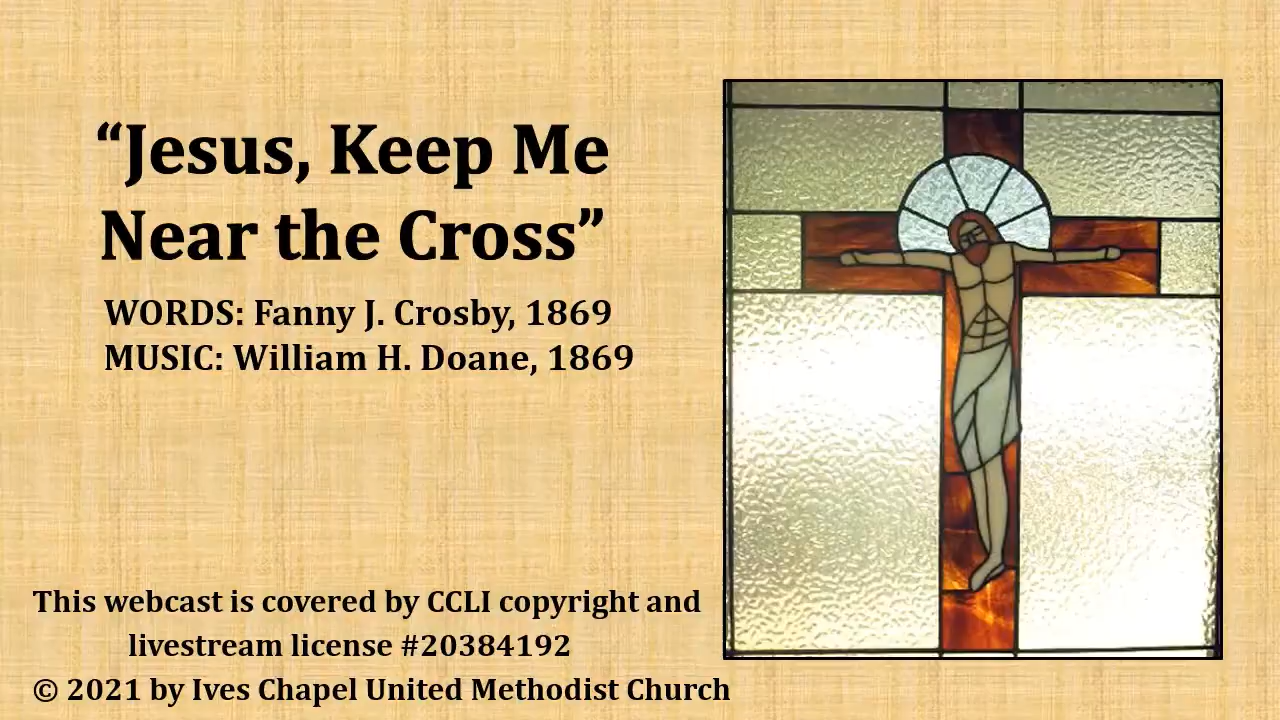 “Jesus, Keep Me
Near the Cross”
WORDS: Fanny J. Crosby, 1869
MUSIC: William H. Doane, 1869
This webcast is covered by CCLI copyright and
livestream license #20384192
© 2021 by Ives Chapel United Methodist Church